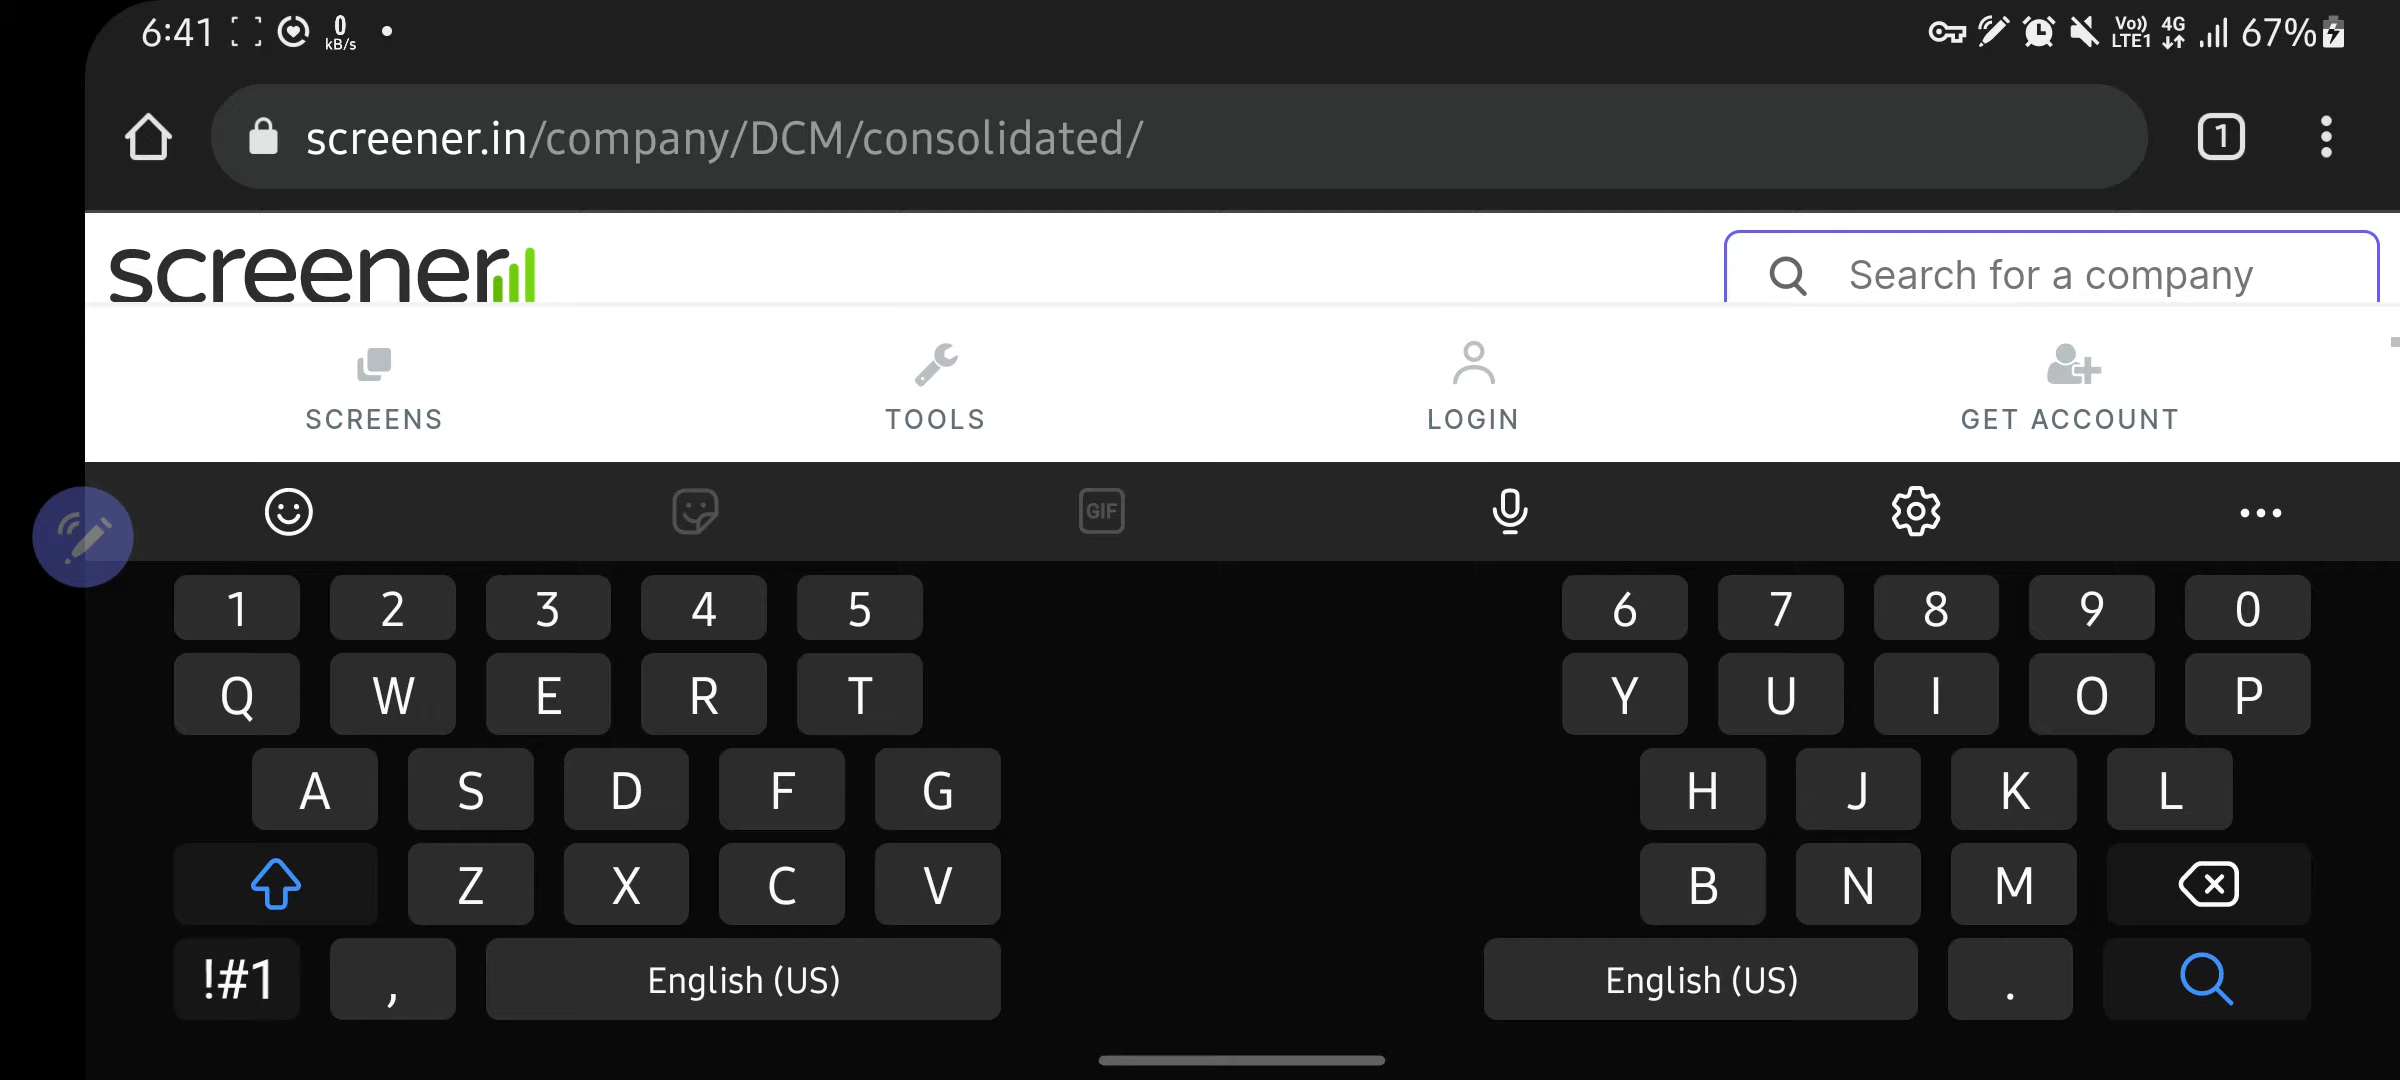 6:41 0 kB/s Vo)) LTE1 4G 67%
screener.in/company/DCM/consolidated/ 1
screener Search for a company
SCREENS TOOLS LOGIN GET ACCOUNT
GIF
1 2 3 4 5 6 7 8 9 0
Q W E R T Y U I O P
A S D F G H J K L
Z X C V B N M
!#1 , English (US) English (US) .